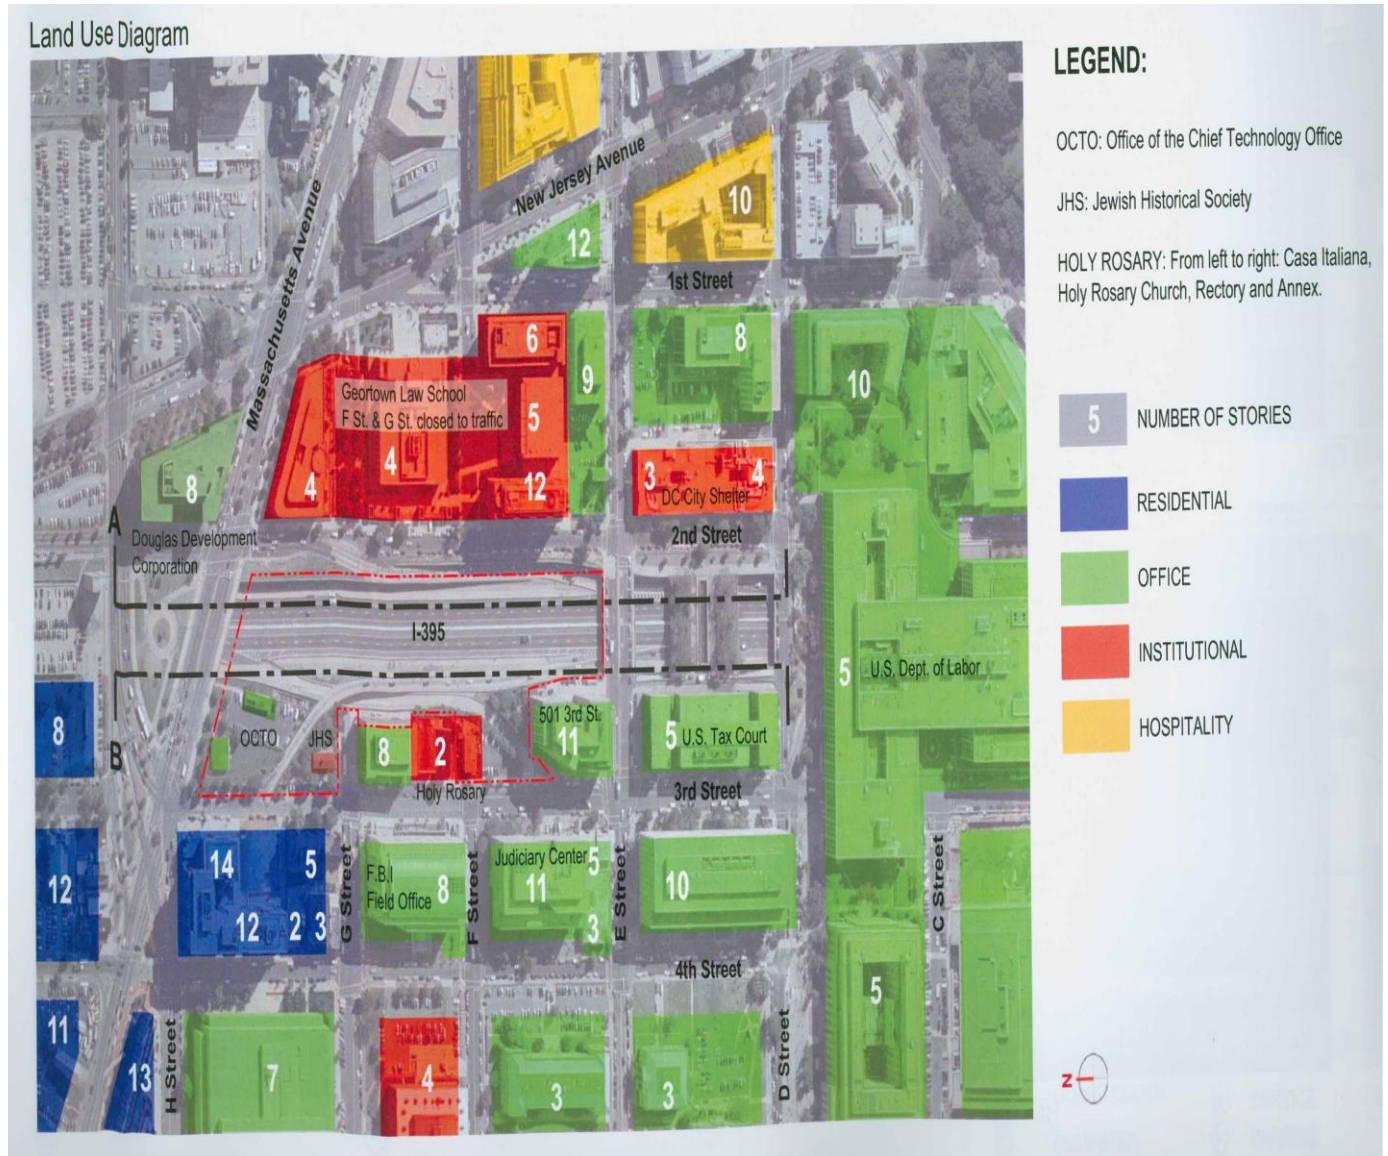 Land Use Diagram
LEGEND:
OCTO: Office of the Chief Technology Office
JHS: Jewish Historical Society
HOLY ROSARY: From left to right: Casa Italiana,
Holy Rosary Church, Rectory and Annex.
5 NUMBER OF STORIES
RESIDENTIAL
OFFICE
INSTITUTIONAL
HOSPITALITY
Massachusetts Avenue
New Jersey Avenue
10
12
1st Street
6
8
9
10
Geortown Law School
F St. & G St. closed to traffic
5
4
4
12
3
4
DC City Shelter
8
2nd Street
A
Douglas Development
Corporation
I-395
5
U.S. Dept. of Labor
8
B
OCTO
JHS
8
2
Holy Rosary
501 3rd St.
11
5
U.S. Tax Court
3rd Street
14
5
12
12
2
3
G Street
F.B.I
Field Office
8
F Street
Judiciary Center
5
11
3
E Street
10
C Street
4th Street
5
11
13
H Street
7
4
3
3
D Street
Z